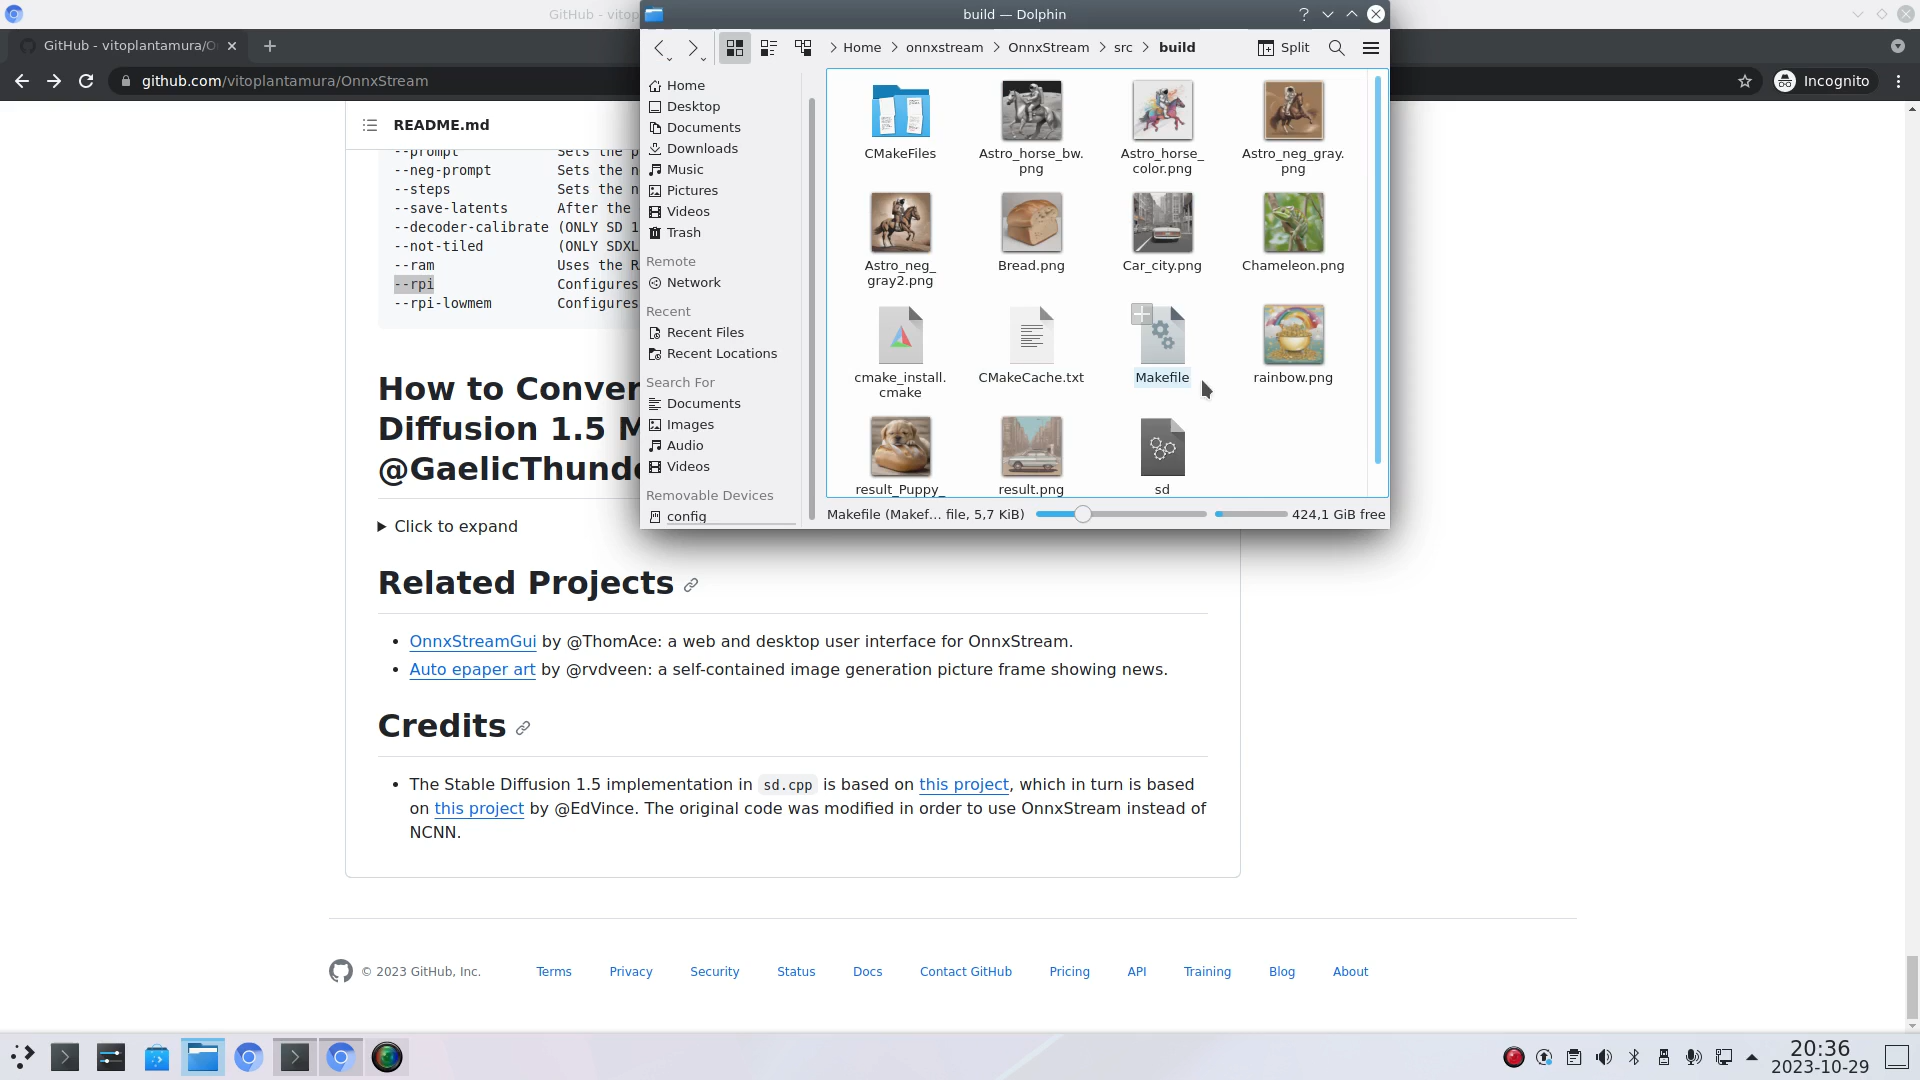 GitHub - vitop
build — Dolphin
GitHub - vitoplantamura/O
github.com/vitoplantamura/OnnxStream
Incognito
Home
onnxstream
OnnxStream
src
build
Split
README.md
--prompt Sets the p
--neg-prompt Sets the n
--steps Sets the n
--save-latents After the
--decoder-calibrate (ONLY SD 1
--not-tiled (ONLY SDXL
--ram Uses the R
--rpi Configures
--rpi-lowmem Configures
How to Conver
Diffusion 1.5 M
@GaelicThunde
Click to expand
Related Projects
OnnxStreamGui by @ThomAce: a web and desktop user interface for OnnxStream.
Auto epaper art by @rvdveen: a self-contained image generation picture frame showing news.
Credits
The Stable Diffusion 1.5 implementation in sd.cpp is based on this project, which in turn is based
on this project by @EdVince. The original code was modified in order to use OnnxStream instead of
NCNN.
Home
Desktop
Documents
Downloads
Music
Pictures
Videos
Trash
Remote
Network
Recent
Recent Files
Recent Locations
Search For
Documents
Images
Audio
Videos
Removable Devices
config
CMakeFiles
Astro_horse_bw.
png
Astro_horse_
color.png
Astro_neg_gray.
png
Astro_neg_
gray2.png
Bread.png
Car_city.png
Chameleon.png
cmake_install.
cmake
CMakeCache.txt
Makefile
rainbow.png
result_Puppy_
result.png
sd
Makefile (Makef... file, 5,7 KiB)
424,1 GiB free
© 2023 GitHub, Inc.
Terms
Privacy
Security
Status
Docs
Contact GitHub
Pricing
API
Training
Blog
About
20:36
2023-10-29